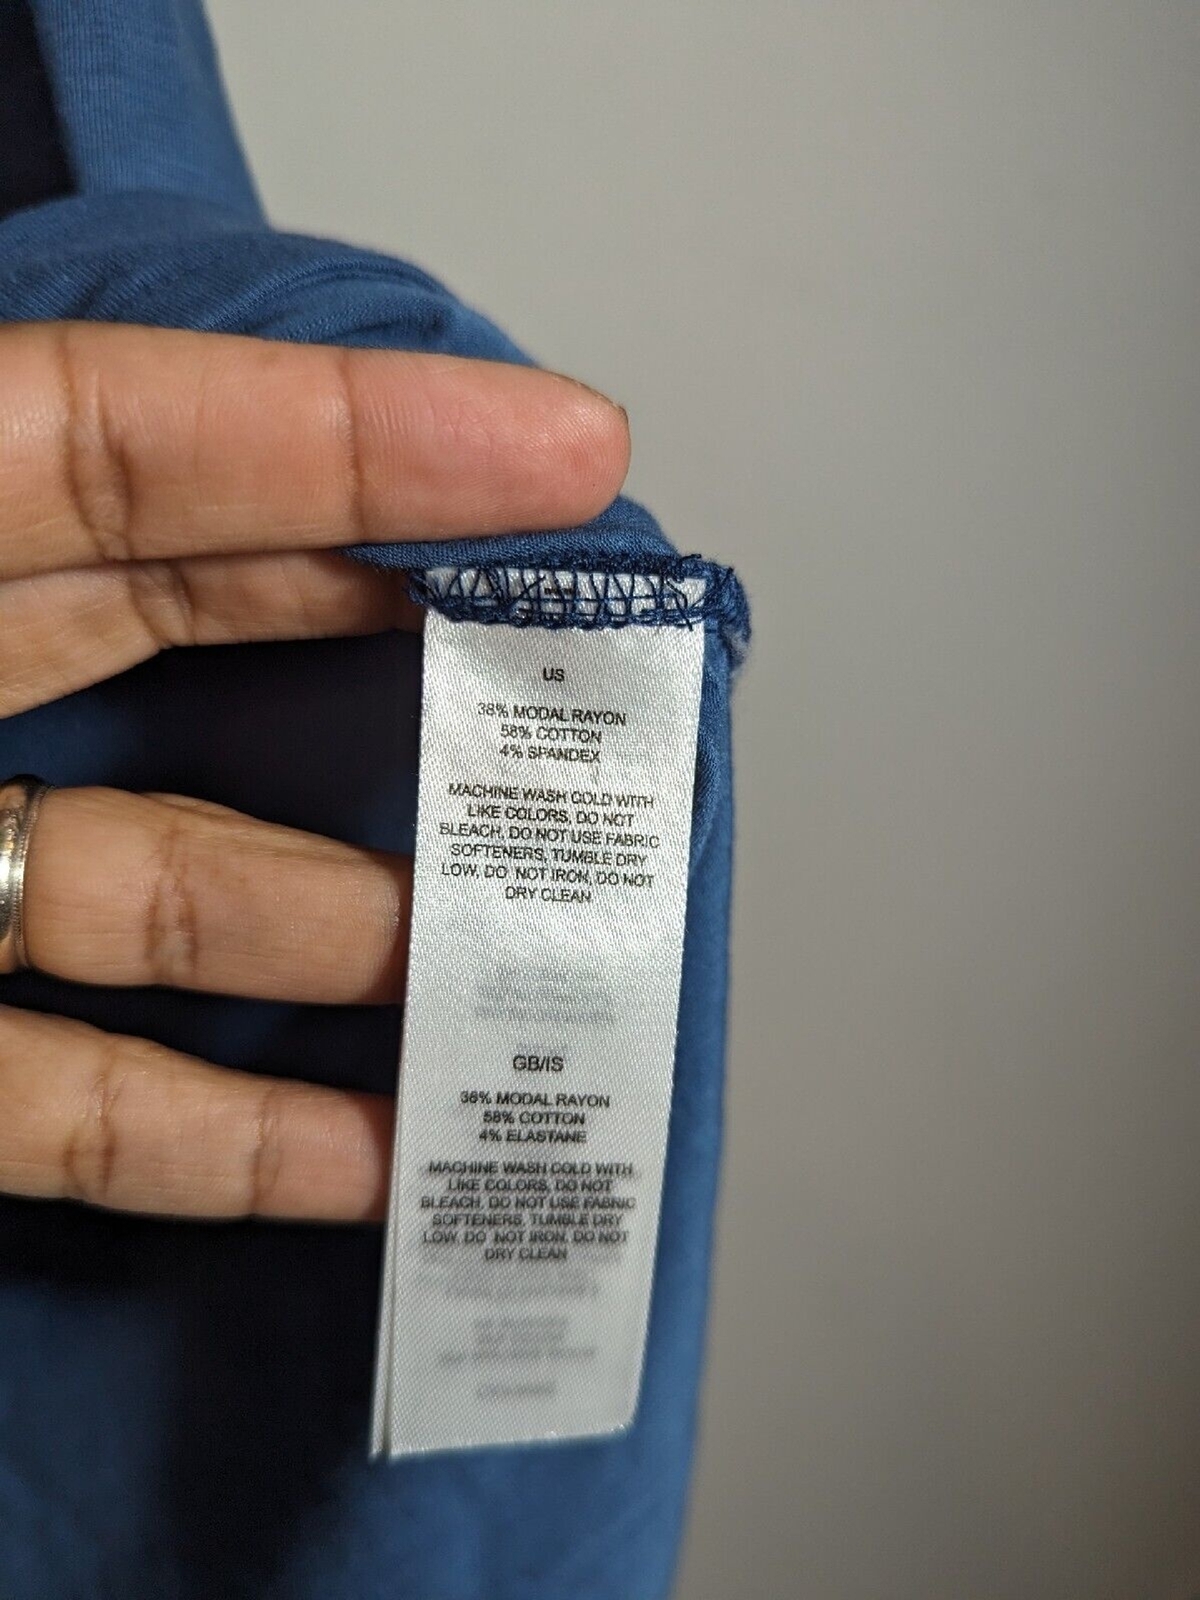 US
38% MODAL RAYON
58% COTTON
4% SPANDEX
MACHINE WASH COLD WITH
LIKE COLORS, DO NOT
BLEACH, DO NOT USE FABRIC
SOFTENERS, TUMBLE DRY
LOW, DO NOT IRON, DO NOT
DRY CLEAN
GB/IS
38% MODAL RAYON
58% COTTON
4% ELASTANE
MACHINE WASH COLD WITH
LIKE COLORS, DO NOT
BLEACH, DO NOT USE FABRIC
SOFTENERS, TUMBLE DRY
LOW, DO NOT IRON, DO NOT
DRY CLEAN